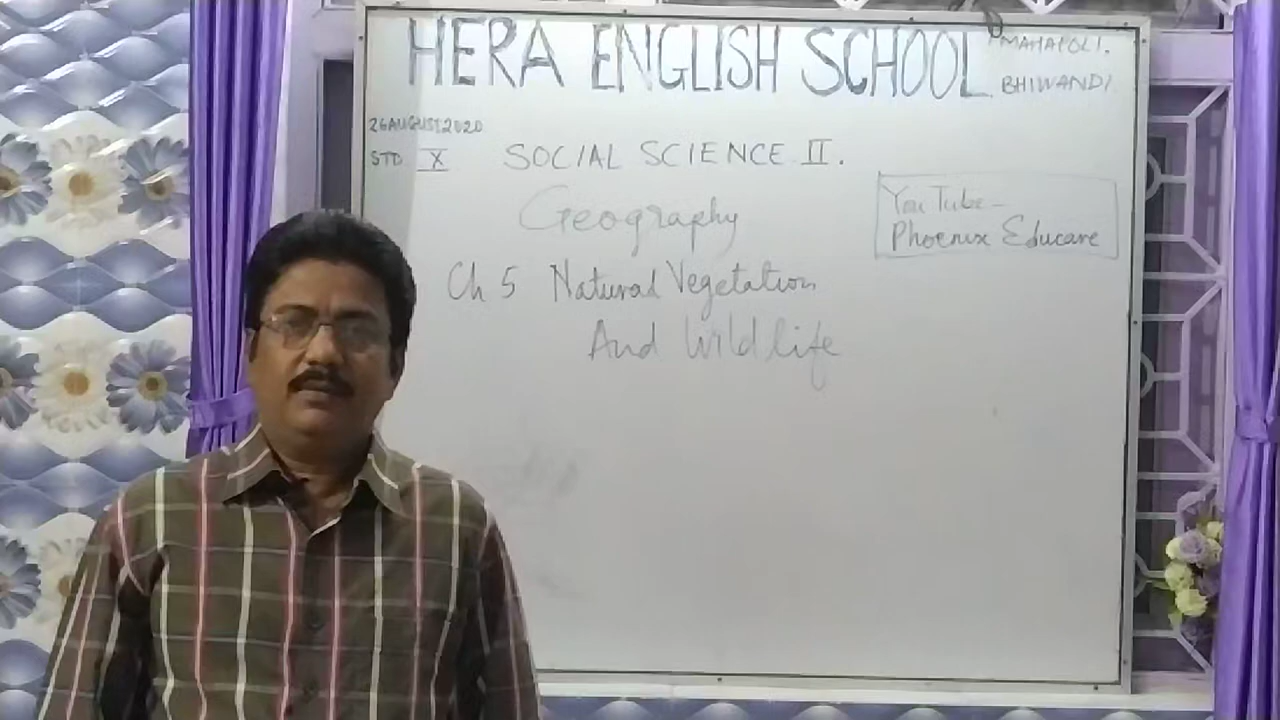 HERA ENGLISH SCHOOL
MAHAPOLI.
BHIWANDI
26AUGUST2020
STD X SOCIAL SCIENCE II.
Geography
YouTube -
Phoenix Educare
Ch 5 Natural Vegetation
And Wildlife